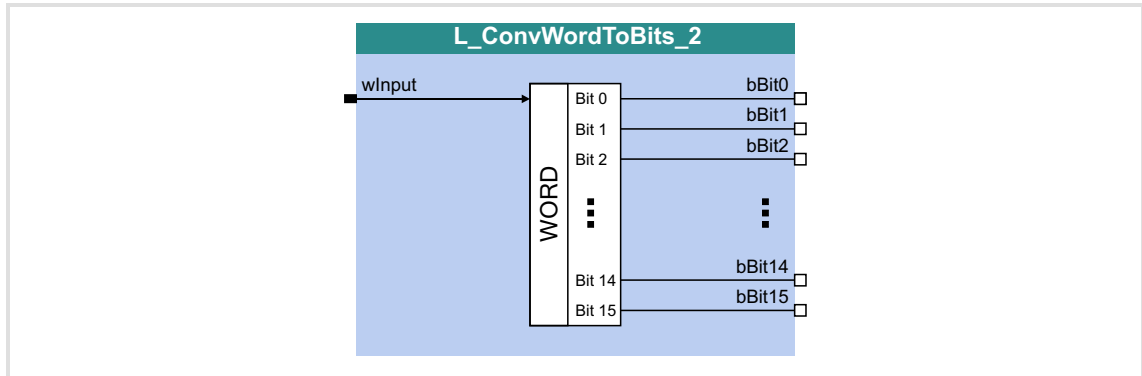 L_ConvWordToBits_2
wInput
WORD
Bit 0
bBit0
Bit 1
bBit1
Bit 2
bBit2
Bit 14
bBit14
Bit 15
bBit15